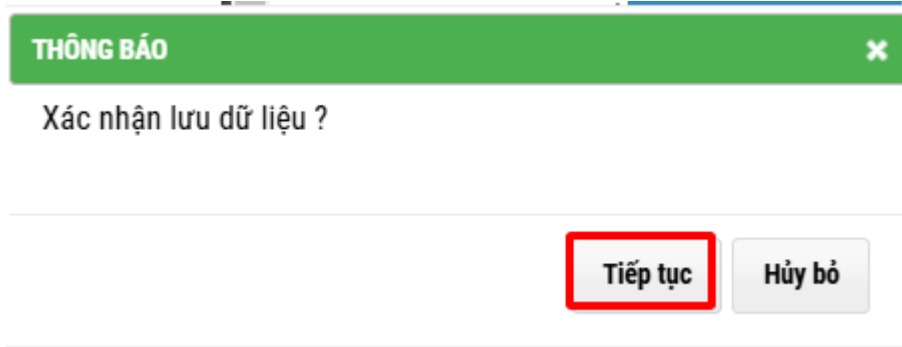 THÔNG BÁO
Xác nhận lưu dữ liệu ?
Tiếp tục Hủy bỏ